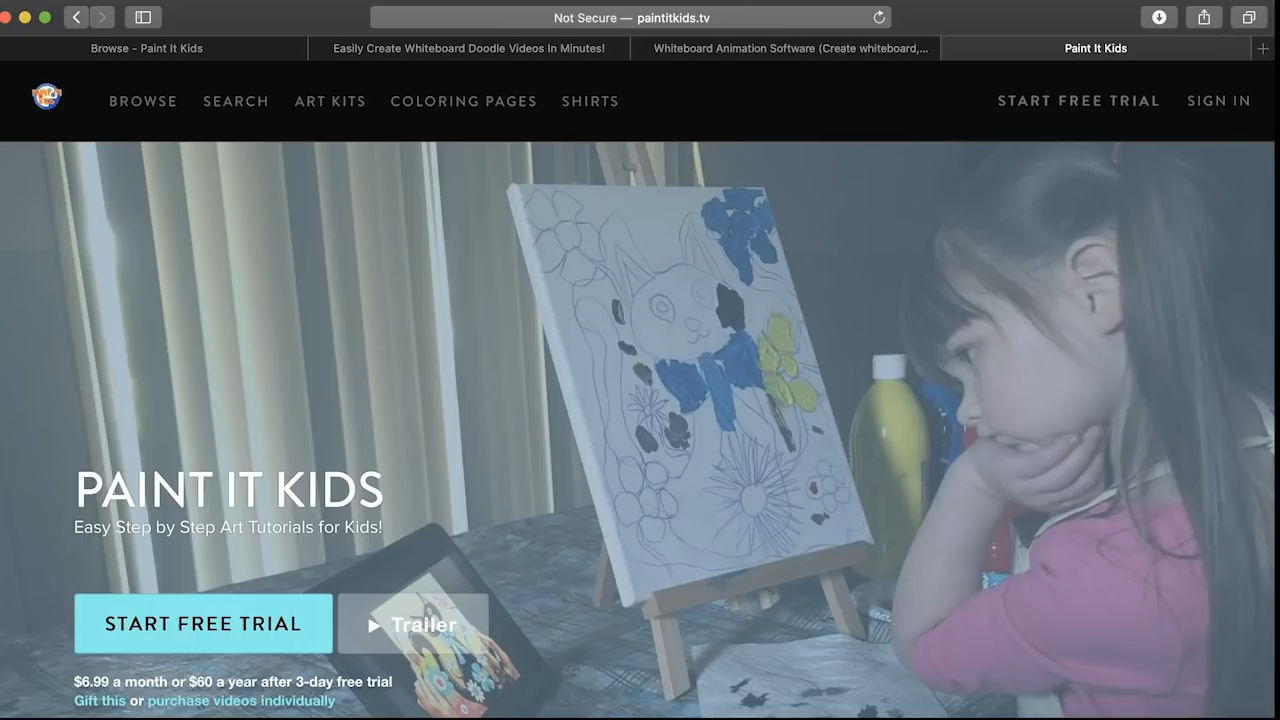 Not Secure — paintitkids.tv
Browse - Paint It Kids
Easily Create Whiteboard Doodle Videos In Minutes!
Whiteboard Animation Software (Create whiteboard,...
Paint It Kids
BROWSE
SEARCH
ART KITS
COLORING PAGES
SHIRTS
START FREE TRIAL
SIGN IN
PAINT IT KIDS
Easy Step by Step Art Tutorials for Kids!
START FREE TRIAL
Trailer
$6.99 a month or $60 a year after 3-day free trial
Gift this or purchase videos individually